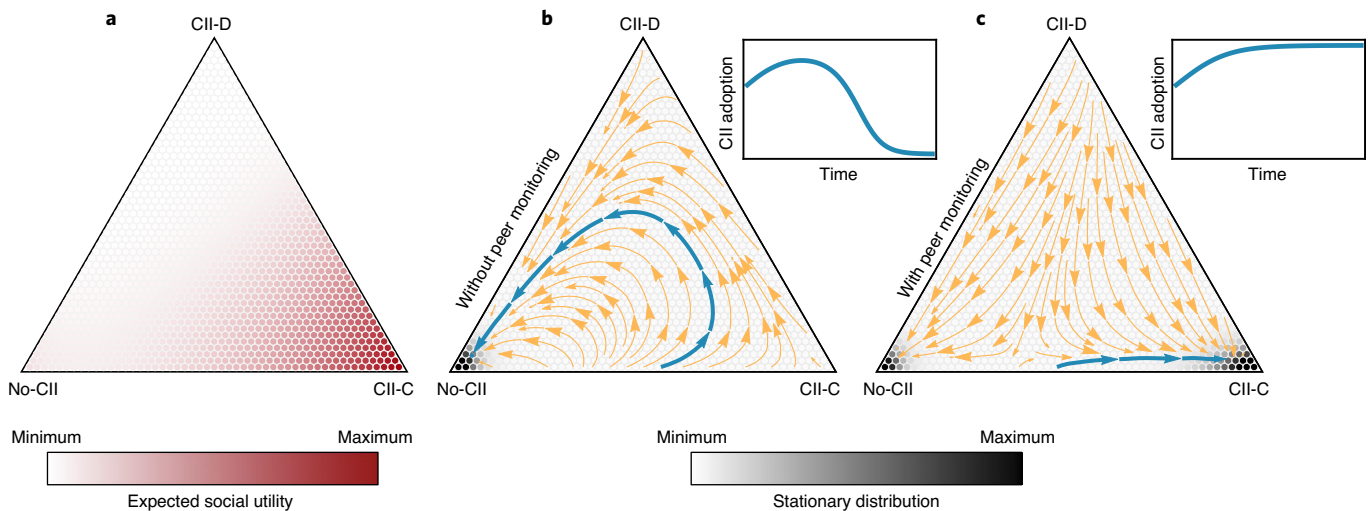 a
CII-D
No-CII
CII-C
Minimum
Maximum
Expected social utility
b
CII-D
Without peer monitoring
No-CII
CII-C
CII adoption
Time
c
CII-D
With peer monitoring
No-CII
CII-C
CII adoption
Time
Minimum
Maximum
Stationary distribution